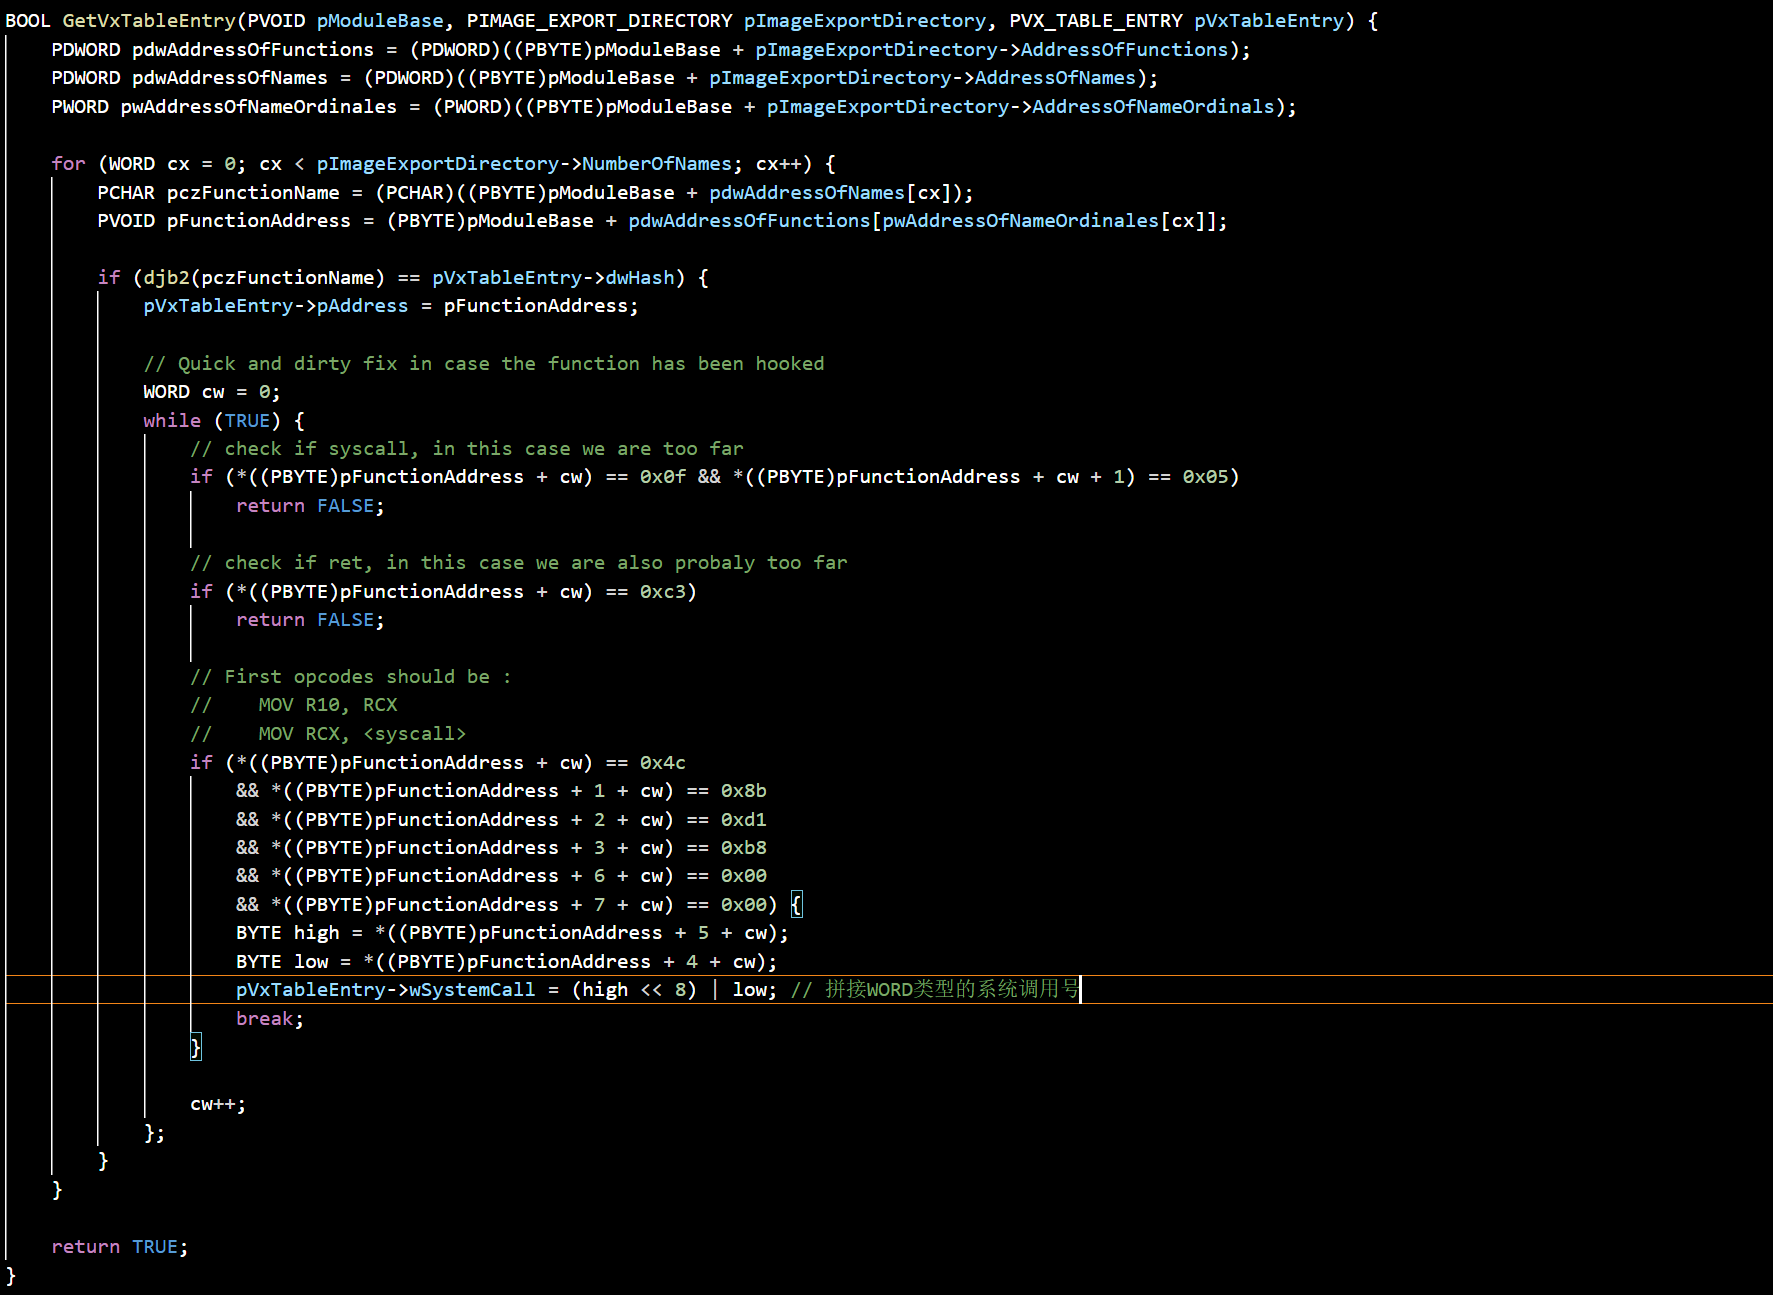 BOOL GetVxTableEntry(PVOID pModuleBase, PIMAGE_EXPORT_DIRECTORY pImageExportDirectory, PVX_TABLE_ENTRY pVxTableEntry) {
    PDWORD pdwAddressOfFunctions = (PDWORD)((PBYTE)pModuleBase + pImageExportDirectory->AddressOfFunctions);
    PDWORD pdwAddressOfNames = (PDWORD)((PBYTE)pModuleBase + pImageExportDirectory->AddressOfNames);
    PWORD pwAddressOfNameOrdinales = (PWORD)((PBYTE)pModuleBase + pImageExportDirectory->AddressOfNameOrdinals);
    for (WORD cx = 0; cx < pImageExportDirectory->NumberOfNames; cx++) {
        PCHAR pczFunctionName = (PCHAR)((PBYTE)pModuleBase + pdwAddressOfNames[cx]);
        PVOID pFunctionAddress = (PBYTE)pModuleBase + pdwAddressOfFunctions[pwAddressOfNameOrdinales[cx]];
        if (djb2(pczFunctionName) == pVxTableEntry->dwHash) {
            pVxTableEntry->pAddress = pFunctionAddress;
            // Quick and dirty fix in case the function has been hooked
            WORD cw = 0;
            while (TRUE) {
                // check if syscall, in this case we are too far
                if (*((PBYTE)pFunctionAddress + cw) == 0x0f && *((PBYTE)pFunctionAddress + cw + 1) == 0x05)
                    return FALSE;
                // check if ret, in this case we are also probaly too far
                if (*((PBYTE)pFunctionAddress + cw) == 0xc3)
                    return FALSE;
                // First opcodes should be :
                //    MOV R10, RCX
                //    MOV RCX, <syscall>
                if (*((PBYTE)pFunctionAddress + cw) == 0x4c
                    && *((PBYTE)pFunctionAddress + 1 + cw) == 0x8b
                    && *((PBYTE)pFunctionAddress + 2 + cw) == 0xd1
                    && *((PBYTE)pFunctionAddress + 3 + cw) == 0xb8
                    && *((PBYTE)pFunctionAddress + 6 + cw) == 0x00
                    && *((PBYTE)pFunctionAddress + 7 + cw) == 0x00) {
                    BYTE high = *((PBYTE)pFunctionAddress + 5 + cw);
                    BYTE low = *((PBYTE)pFunctionAddress + 4 + cw);
                    pVxTableEntry->wSystemCall = (high << 8) | low; // 拼接WORD类型的系统调用号
                    break;
                }
                cw++;
            };
        }
    }
    return TRUE;
}